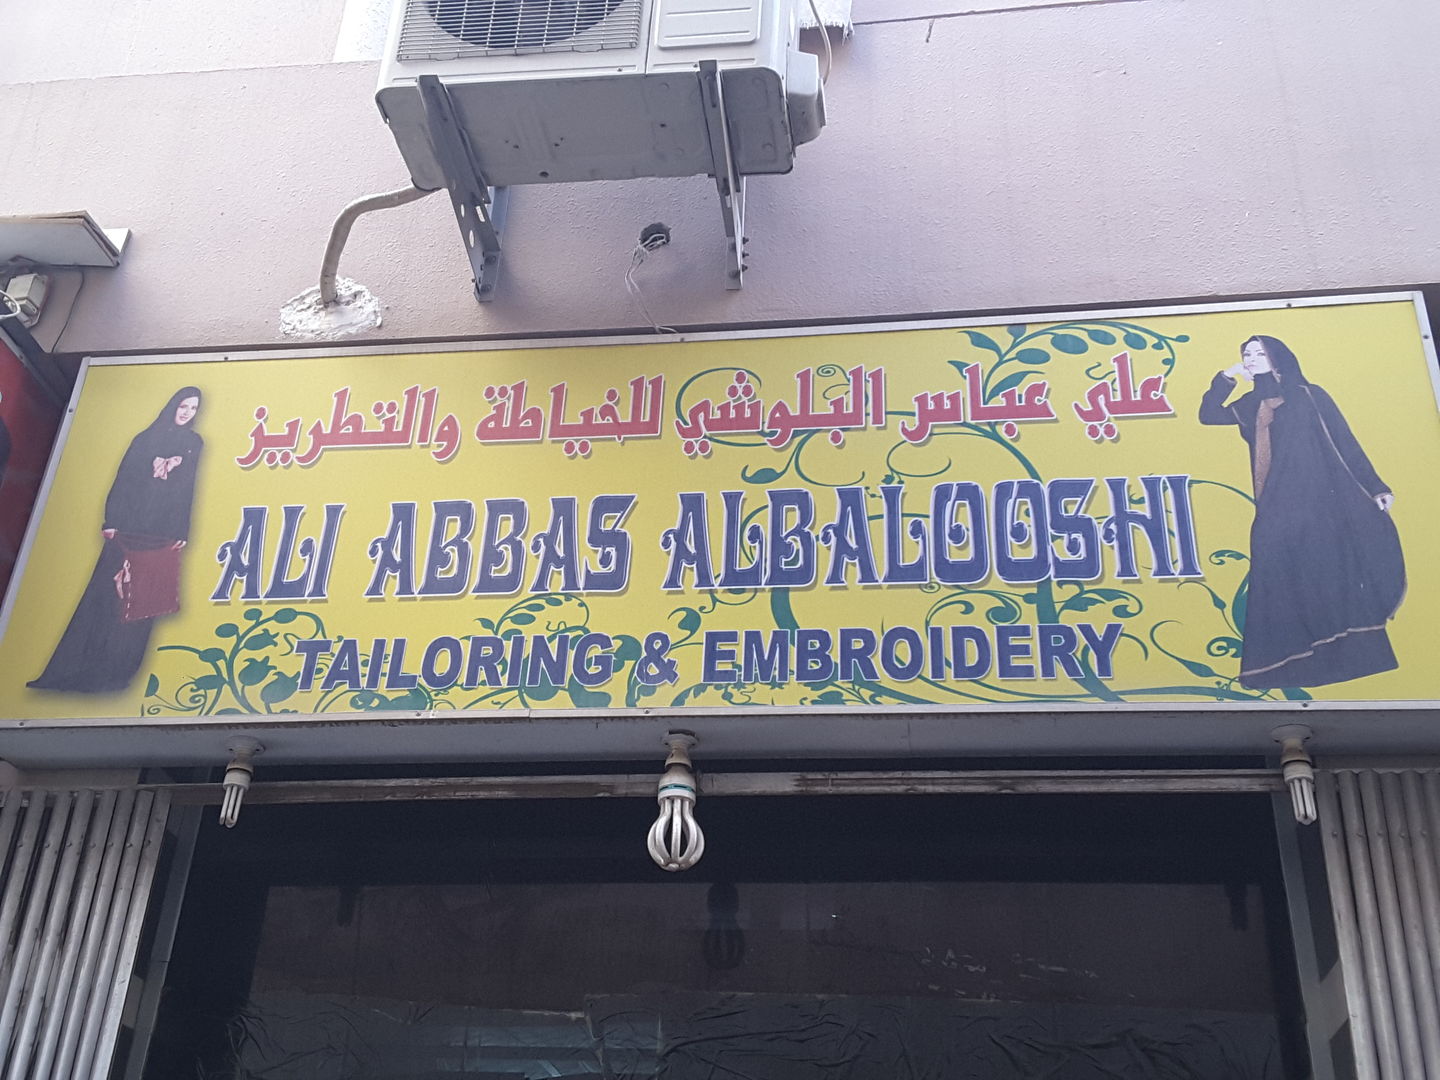 علي عباس البلوشي للخياطة والتطريز
ALI ABBAS ALBALOOSHI
TAILORING & EMBROIDERY